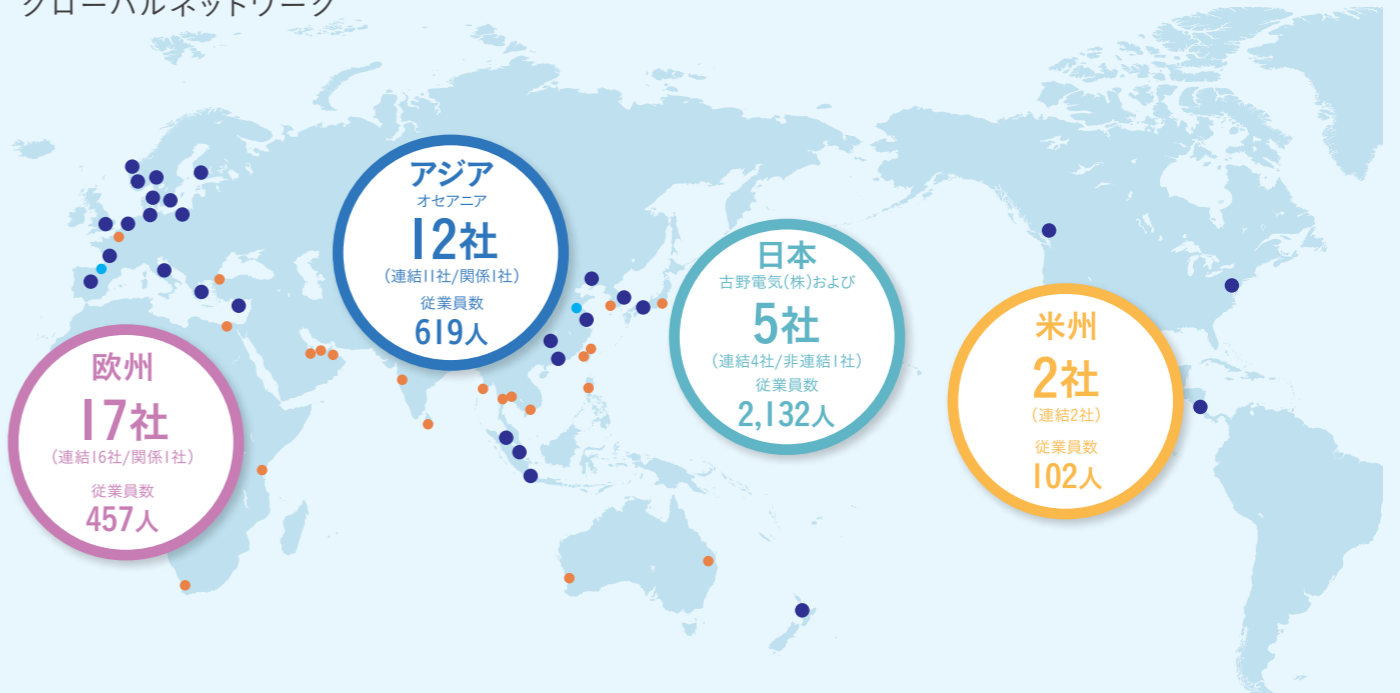 グローバルネットワーク
アジア
オセアニア
12社
(連結11社/関係1社)
従業員数
619人
日本
古野電気(株)および
5社
(連結4社/非連結1社)
従業員数
2,132人
欧州
17社
(連結16社/関係1社)
従業員数
457人
米州
2社
(連結2社)
従業員数
102人